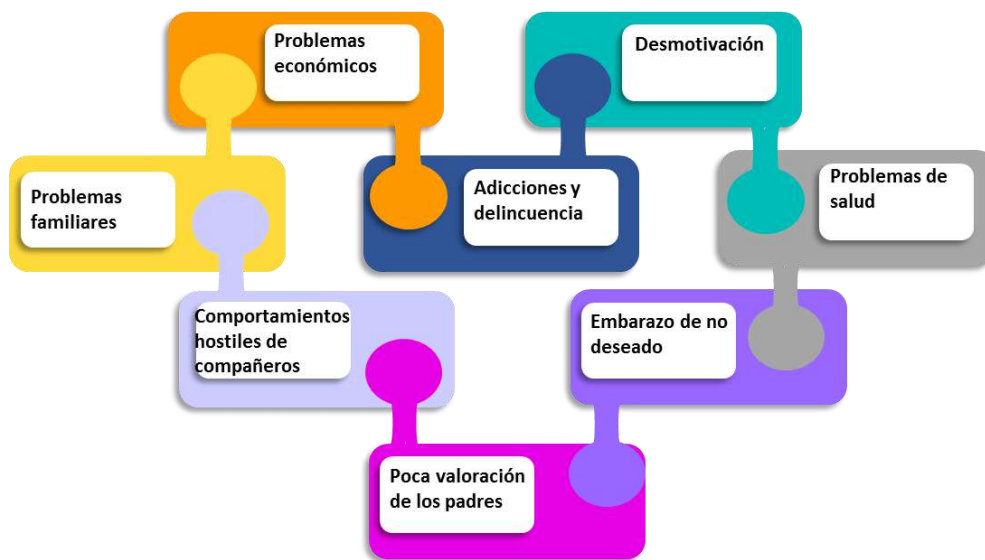 Problemas
económicos
Desmotivación
Problemas
familiares
Adicciones y
delincuencia
Problemas de
salud
Comportamientos
hostiles de
compañeros
Embarazo de no
deseado
Poca valoración
de los padres